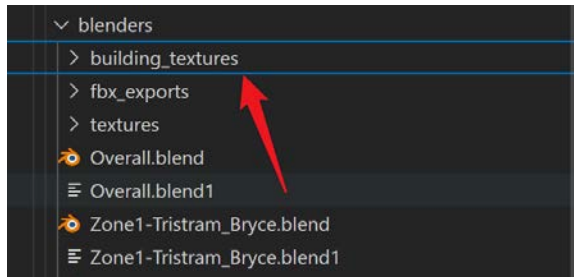 blenders
building_textures
fbx_exports
textures
Overall.blend
Overall.blend1
Zone1-Tristram_Bryce.blend
Zone1-Tristram_Bryce.blend1